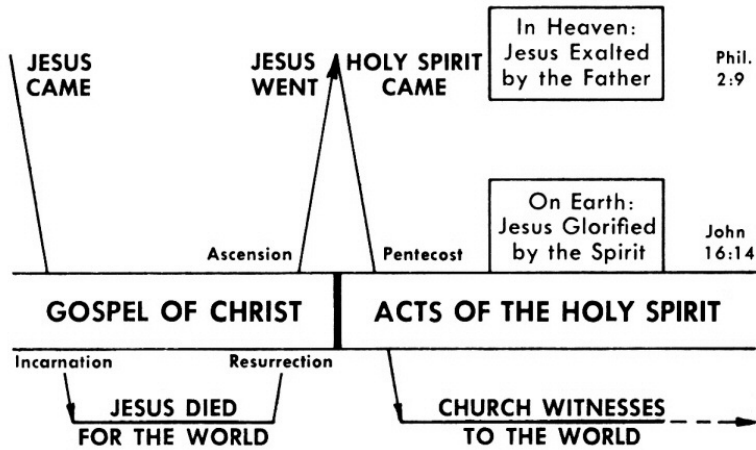 JESUS
CAME
JESUS
WENT
HOLY SPIRIT
CAME
In Heaven:
Jesus Exalted
by the Father
Phil.
2:9
On Earth:
Jesus Glorified
by the Spirit
John
16:14
Ascension
Pentecost
GOSPEL OF CHRIST
ACTS OF THE HOLY SPIRIT
Incarnation
Resurrection
JESUS DIED
FOR THE WORLD
CHURCH WITNESSES
TO THE WORLD